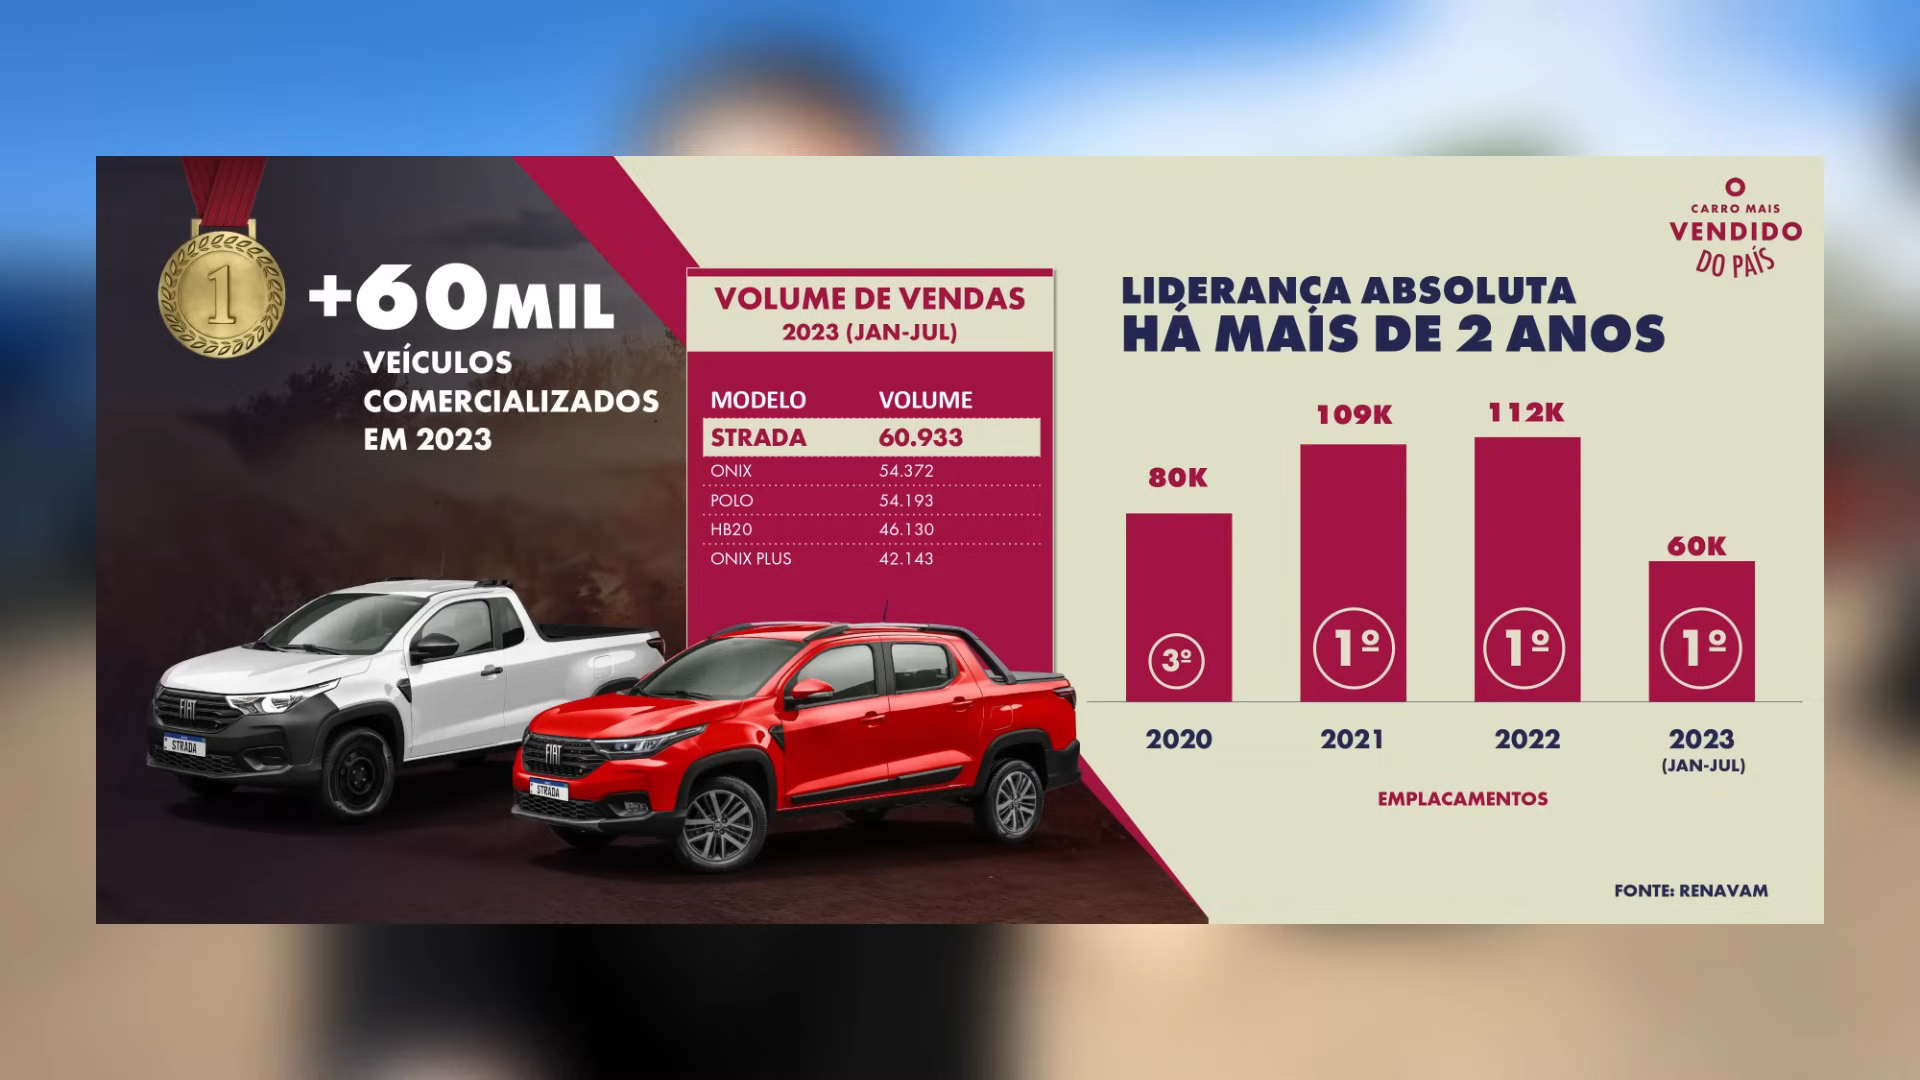 1
+60MIL
VEÍCULOS
COMERCIALIZADOS
EM 2023
FIAT
STRADA
FIAT
STRADA
VOLUME DE VENDAS
2023 (JAN-JUL)
MODELO VOLUME
STRADA 60.933
ONIX 54.372
POLO 54.193
HB20 46.130
ONIX PLUS 42.143
O
CARRO MAIS
VENDIDO
DO PAÍS
LIDERANÇA ABSOLUTA
HÁ MAIS DE 2 ANOS
80K 109K 112K 60K
3º 1º 1º 1º
2020 2021 2022 2023
(JAN-JUL)
EMPLACAMENTOS
FONTE: RENAVAM